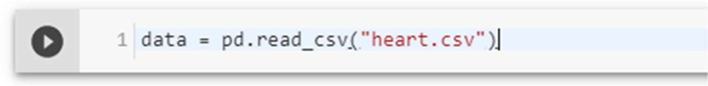 1 data = pd.read_csv("heart.csv")